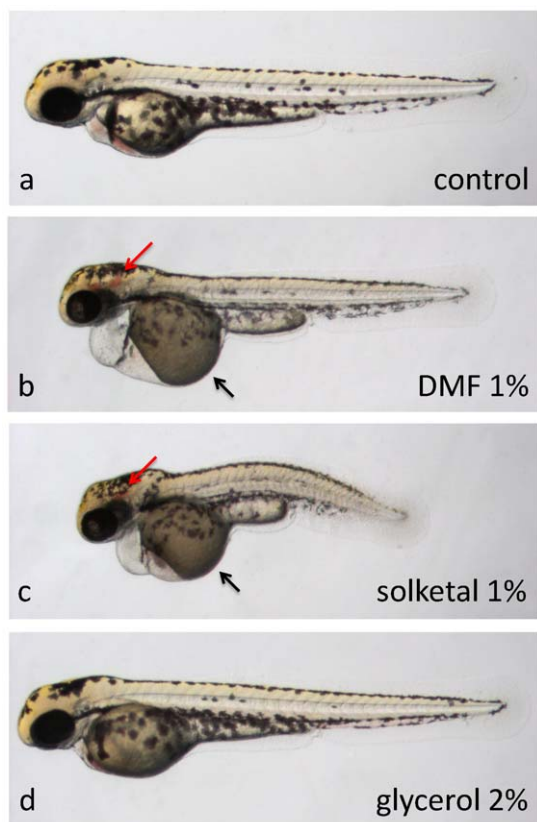 a
control
b
DMF 1%
c
solketal 1%
d
glycerol 2%